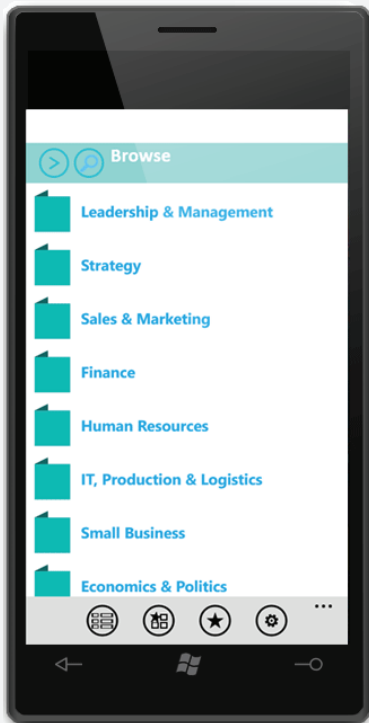 Browse
Leadership & Management
Strategy
Sales & Marketing
Finance
Human Resources
IT, Production & Logistics
Small Business
Economics & Politics